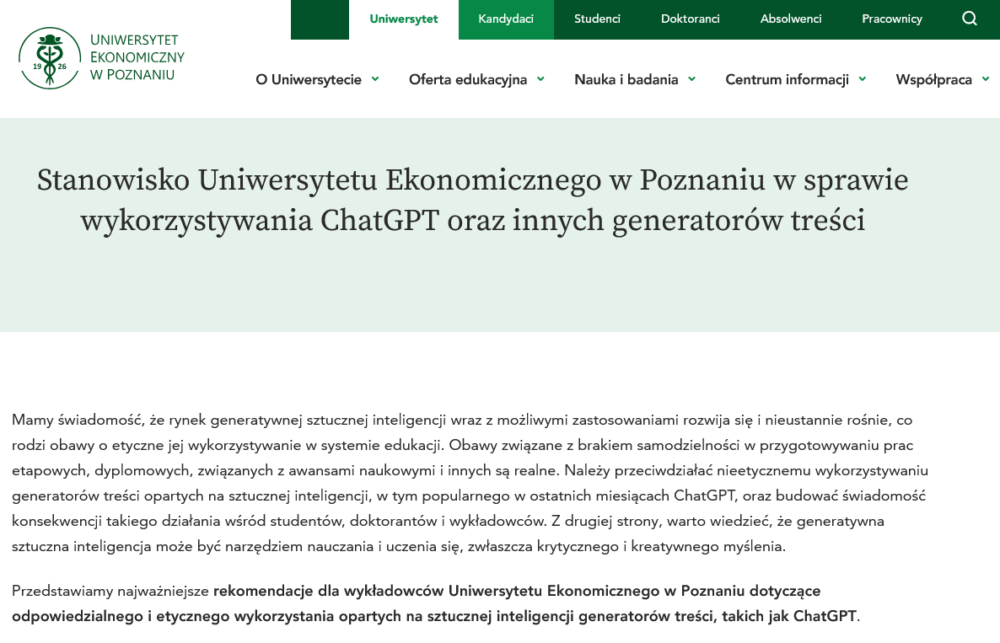 Uniwersytet Kandydaci Studenci Doktoranci Absolwenci Pracownicy
UNIWERSYTET
EKONOMICZNY
W POZNANIU
19 26
O Uniwersytecie Oferta edukacyjna Nauka i badania Centrum informacji Współpraca
Stanowisko Uniwersytetu Ekonomicznego w Poznaniu w sprawie
wykorzystywania ChatGPT oraz innych generatorów treści
Mamy świadomość, że rynek generatywnej sztucznej inteligencji wraz z możliwymi zastosowaniami rozwija się i nieustannie rośnie, co
rodzi obawy o etyczne jej wykorzystywanie w systemie edukacji. Obawy związane z brakiem samodzielności w przygotowywaniu prac
etapowych, dyplomowych, związanych z awansami naukowymi i innych są realne. Należy przeciwdziałać nieetycznemu wykorzystywaniu
generatorów treści opartych na sztucznej inteligencji, w tym popularnego w ostatnich miesiącach ChatGPT, oraz budować świadomość
konsekwencji takiego działania wśród studentów, doktorantów i wykładowców. Z drugiej strony, warto wiedzieć, że generatywna
sztuczna inteligencja może być narzędziem nauczania i uczenia się, zwłaszcza krytycznego i kreatywnego myślenia.
Przedstawiamy najważniejsze rekomendacje dla wykładowców Uniwersytetu Ekonomicznego w Poznaniu dotyczące
odpowiedzialnego i etycznego wykorzystania opartych na sztucznej inteligencji generatorów treści, takich jak ChatGPT.